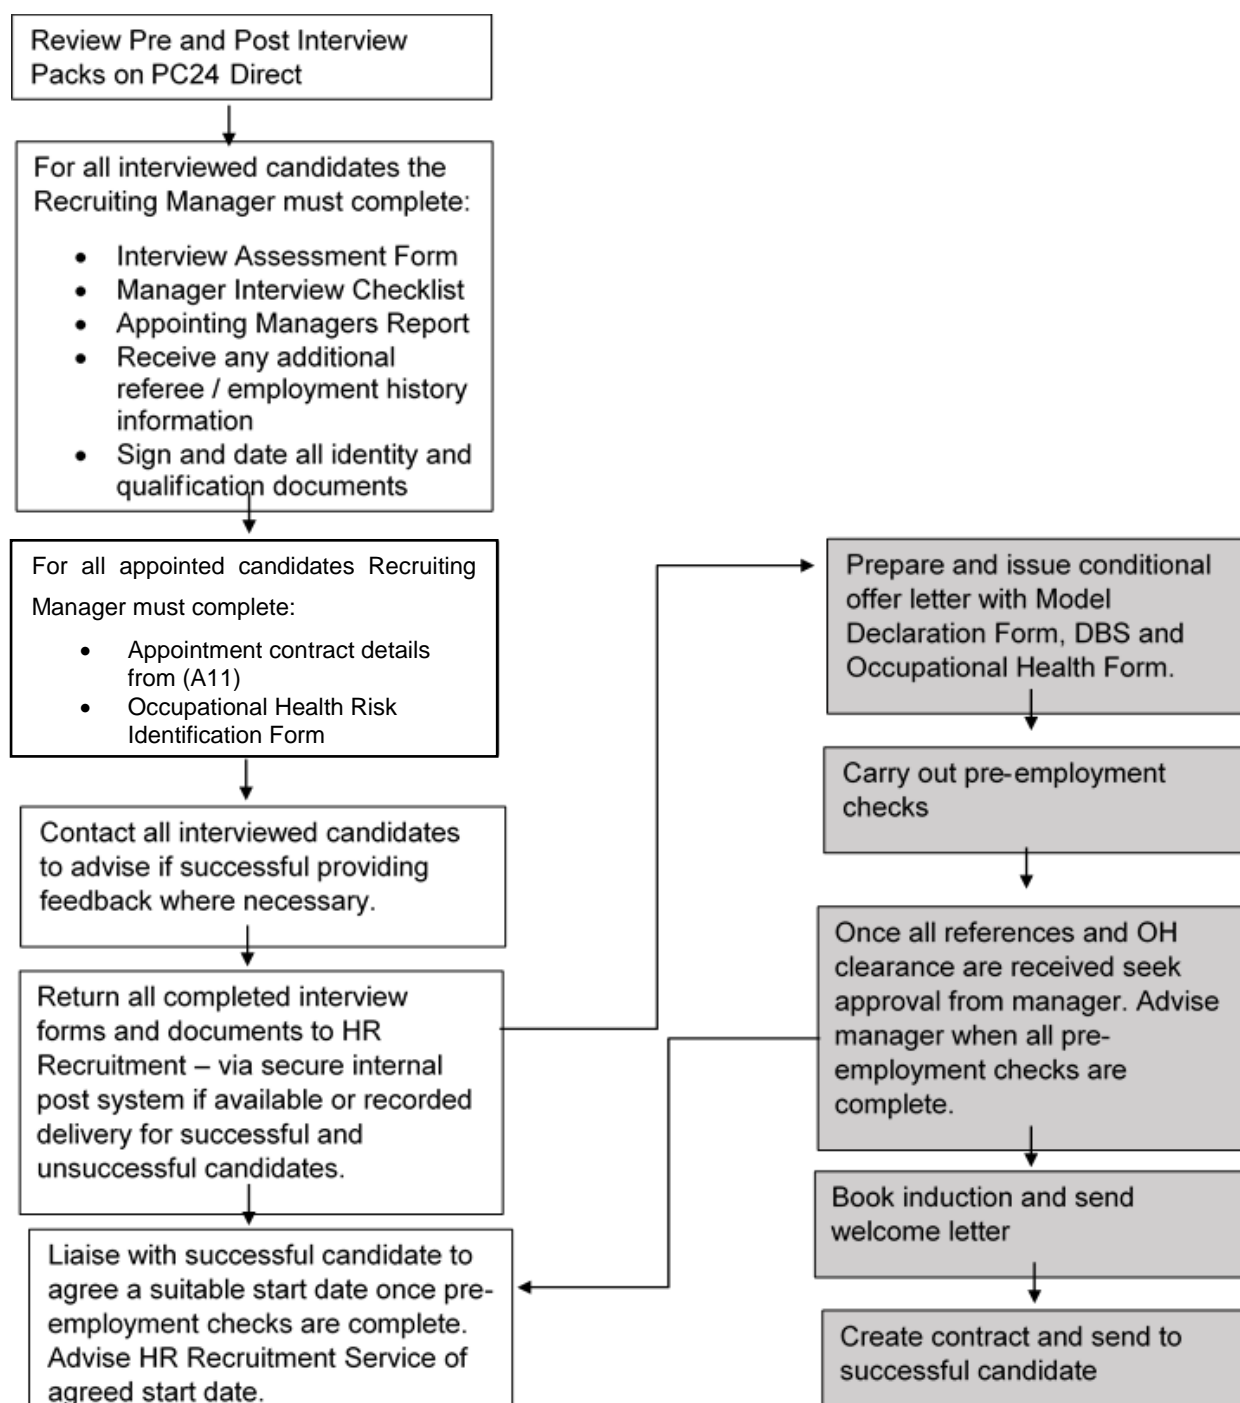 Review Pre and Post Interview
Packs on PC24 Direct
For all interviewed candidates the
Recruiting Manager must complete:
• Interview Assessment Form
• Manager Interview Checklist
• Appointing Managers Report
• Receive any additional
referee / employment history
information
• Sign and date all identity and
qualification documents
For all appointed candidates Recruiting
Manager must complete:
• Appointment contract details
from (A11)
• Occupational Health Risk
Identification Form
Contact all interviewed candidates
to advise if successful providing
feedback where necessary.
Return all completed interview
forms and documents to HR
Recruitment – via secure internal
post system if available or recorded
delivery for successful and
unsuccessful candidates.
Liaise with successful candidate to
agree a suitable start date once pre-
employment checks are complete.
Advise HR Recruitment Service of
agreed start date.
Prepare and issue conditional
offer letter with Model
Declaration Form, DBS and
Occupational Health Form.
Carry out pre-employment
checks
Once all references and OH
clearance are received seek
approval from manager. Advise
manager when all pre-
employment checks are
complete.
Book induction and send
welcome letter
Create contract and send to
successful candidate